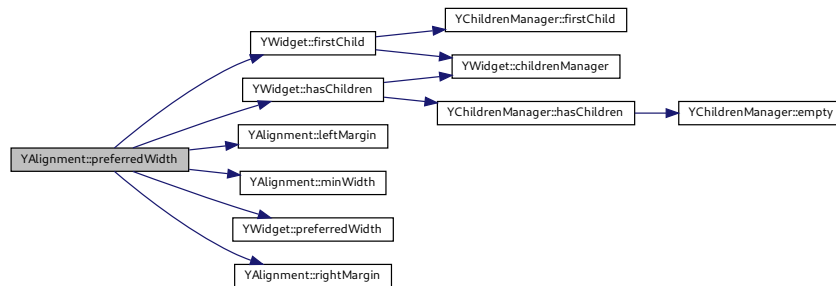 YAlignment::preferredWidth
YWidget::firstChild
YWidget::hasChildren
YAlignment::leftMargin
YAlignment::minWidth
YWidget::preferredWidth
YAlignment::rightMargin
YChildrenManager::firstChild
YWidget::childrenManager
YChildrenManager::hasChildren
YChildrenManager::empty